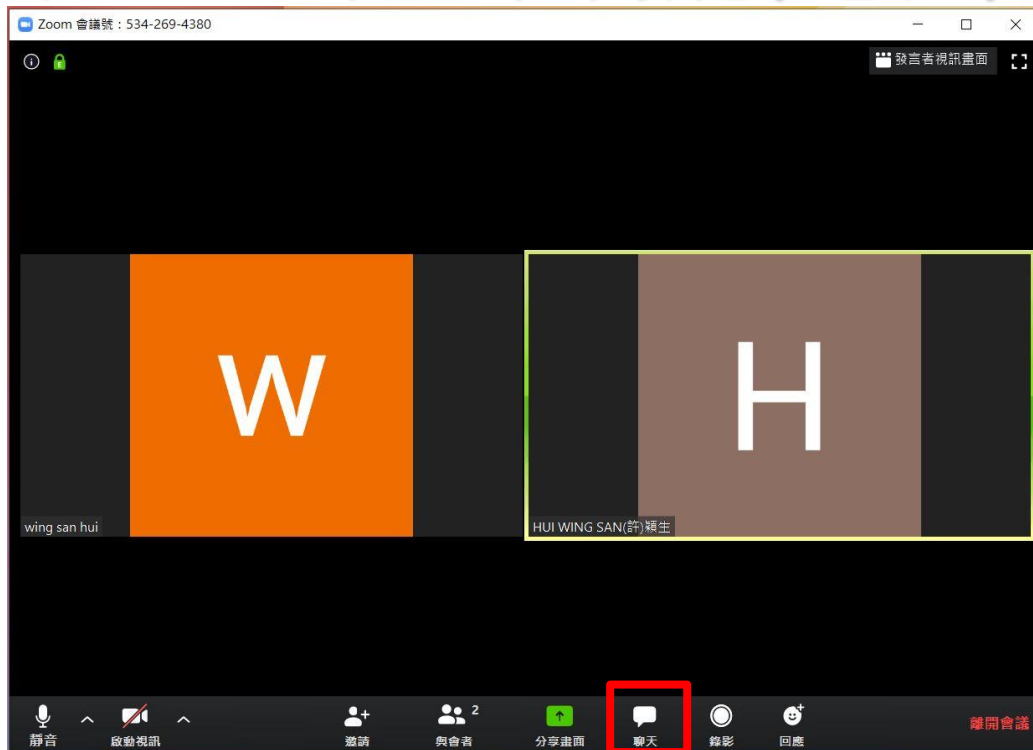 Zoom 會議號：534-269-4380
發言者視訊畫面
W
H
wing san hui
HUI WING SAN(許)穎生
2
靜音
啟動視訊
邀請
與會者
分享畫面
聊天
錄影
回應
離開會議